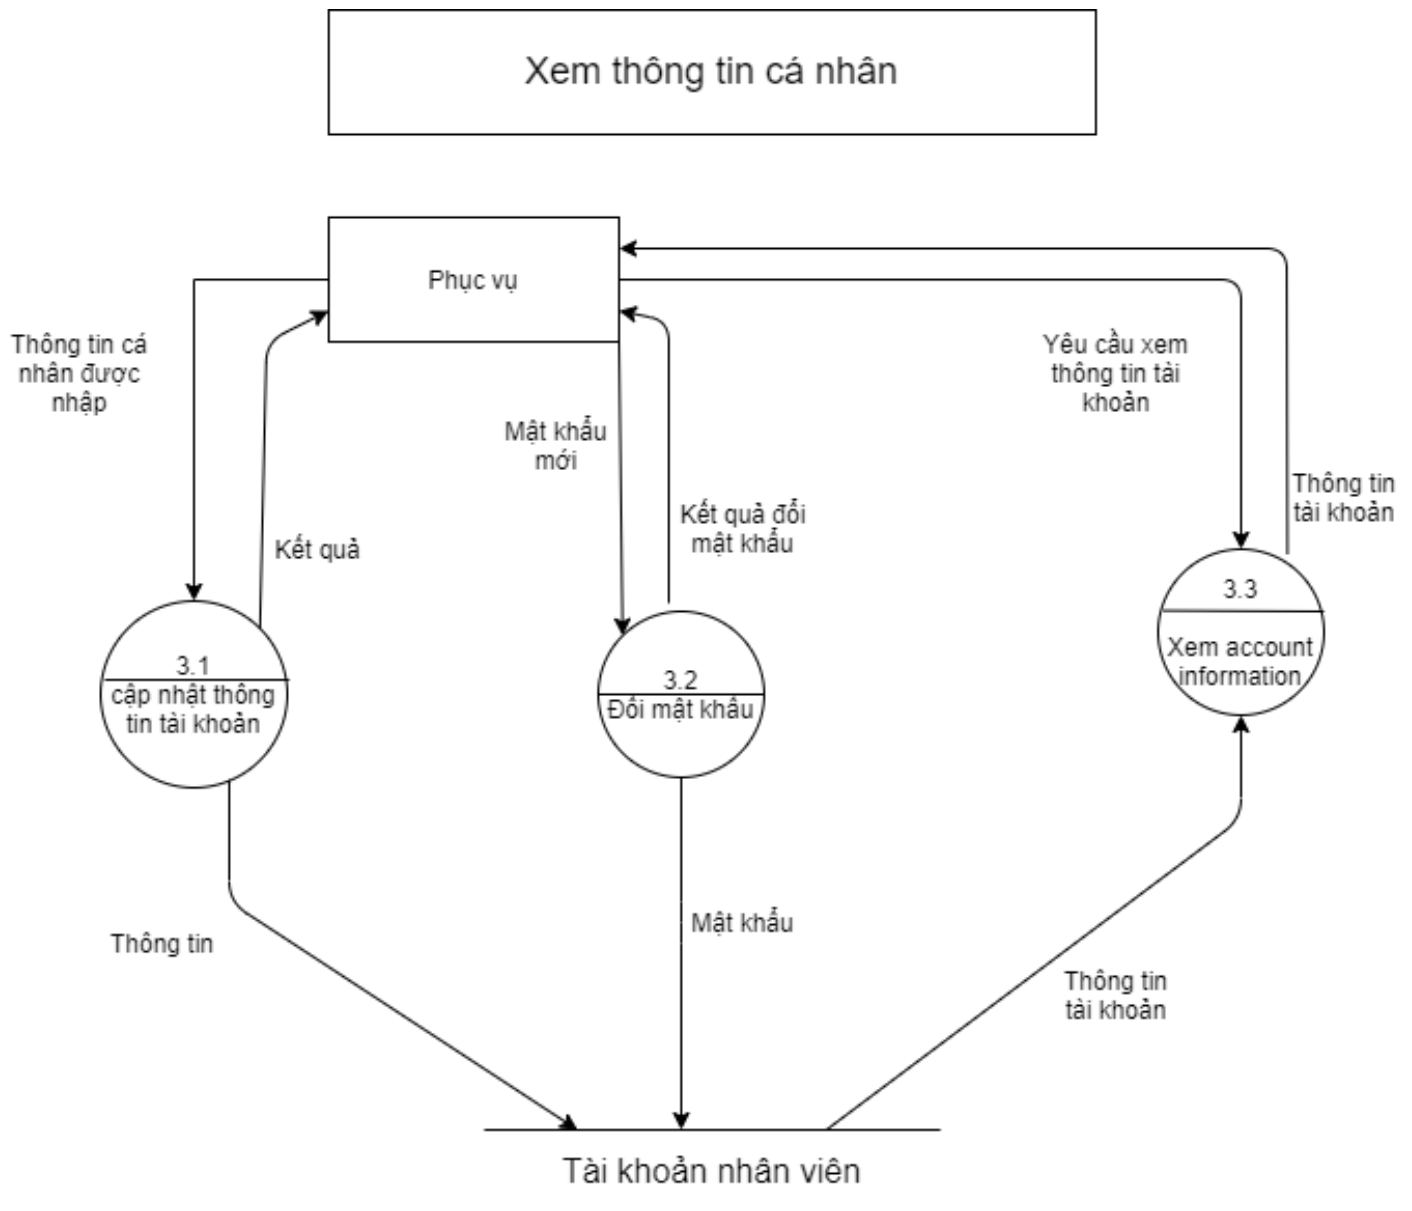 Xem thông tin cá nhân
Phục vụ
Thông tin cá
nhân được
nhập
Yêu cầu xem
thông tin tài
khoản
Mật khẩu
mới
Thông tin
tài khoản
Kết quả đổi
mật khẩu
Kết quả
3.3
Xem account
information
3.1
cập nhật thông
tin tài khoản
3.2
Đổi mật khẩu
Mật khẩu
Thông tin
Thông tin
tài khoản
Tài khoản nhân viên